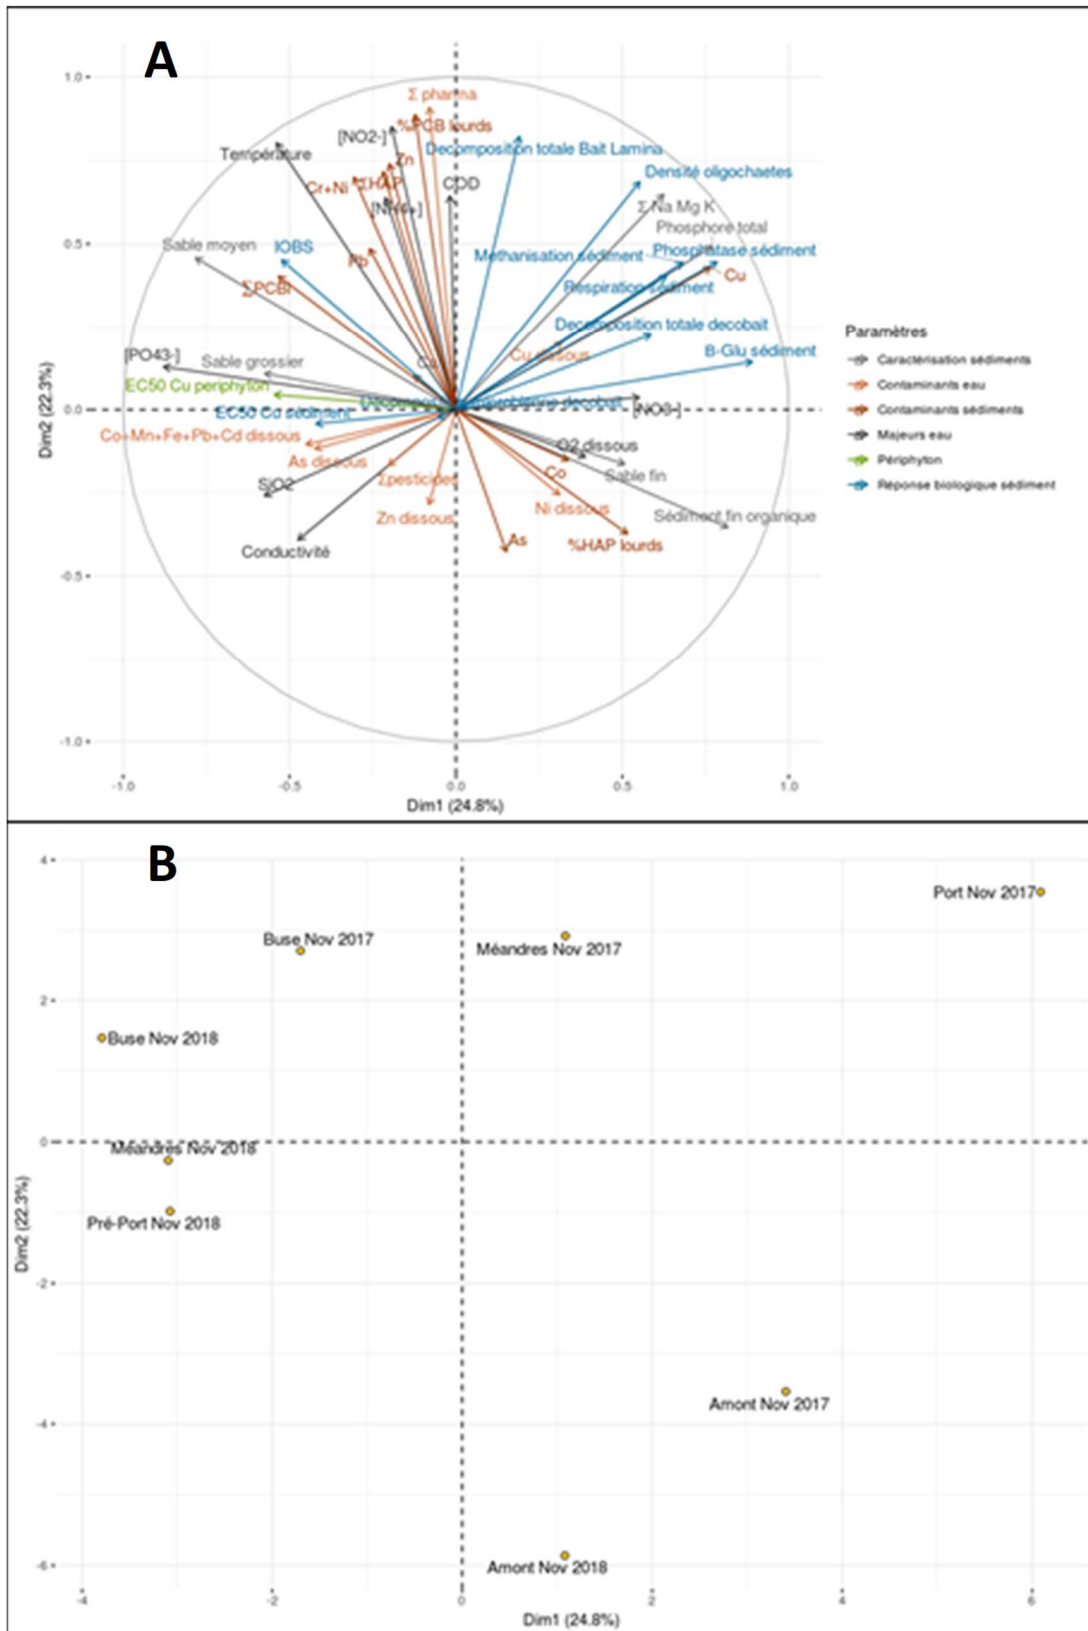 A
1.0
Σ pharma
%PCB lourds
[NO2-]
Decomposition totale Bait Lamina
Température
Zn
Densité oligochaetes
Cr+Ni
ΣHAP
COD
[NH4+]
Σ Na Mg K
Phosphore total
Sable moyen
IOBS
0.5
Pb
Methanisation sédiment
Phosphatase sédiment
Cu
ΣPCBi
Respiration sédiment
Decomposition totale decobait
[PO43-]
Sable grossier
Cu dissous
B-Glu sédiment
EC50 Cu periphyton
0.0
EC50 Cu sédiment
[NO3-]
Co+Mn+Fe+Pb+Cd dissous
As dissous
O2 dissous
Co
Sable fin
SiO2
Σpesticides
Ni dissous
Zn dissous
Sédiment fin organique
As
%HAP lourds
Conductivité
-0.5
-1.0
-1.0
-0.5
0.0
0.5
1.0
Dim1 (24.8%)
Dim2 (22.3%)
Paramètres
Caractérisation sédiments
Contaminants eau
Contaminants sédiments
Majeurs eau
Périphyton
Réponse biologique sédiment
B
4
Port Nov 2017
Buse Nov 2017
Méandres Nov 2017
2
Buse Nov 2018
0
Méandres Nov 2018
Pré-Port Nov 2018
-2
Amont Nov 2017
-4
Amont Nov 2018
-6
-4
-2
0
2
4
6
Dim1 (24.8%)
Dim2 (22.3%)